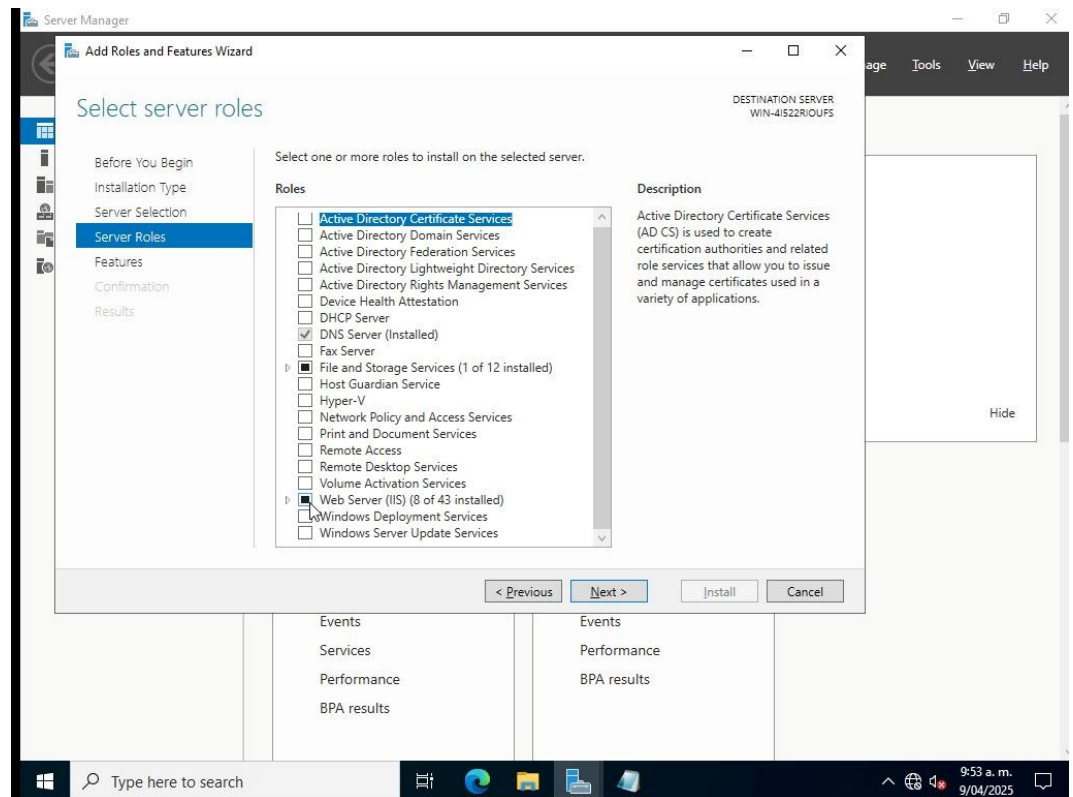 Server Manager
Add Roles and Features Wizard
age Tools View Help
Select server roles
DESTINATION SERVER
WIN-4I522RIOUFS
Before You Begin
Installation Type
Server Selection
Server Roles
Features
Confirmation
Results
Select one or more roles to install on the selected server.
Roles
Active Directory Certificate Services
Active Directory Domain Services
Active Directory Federation Services
Active Directory Lightweight Directory Services
Active Directory Rights Management Services
Device Health Attestation
DHCP Server
DNS Server (Installed)
Fax Server
File and Storage Services (1 of 12 installed)
Host Guardian Service
Hyper-V
Network Policy and Access Services
Print and Document Services
Remote Access
Remote Desktop Services
Volume Activation Services
Web Server (IIS) (8 of 43 installed)
Windows Deployment Services
Windows Server Update Services
Description
Active Directory Certificate Services
(AD CS) is used to create
certification authorities and related
role services that allow you to issue
and manage certificates used in a
variety of applications.
Hide
< Previous Next > Install Cancel
Events
Services
Performance
BPA results
Events
Performance
BPA results
Type here to search
9:53 a. m.
9/04/2025